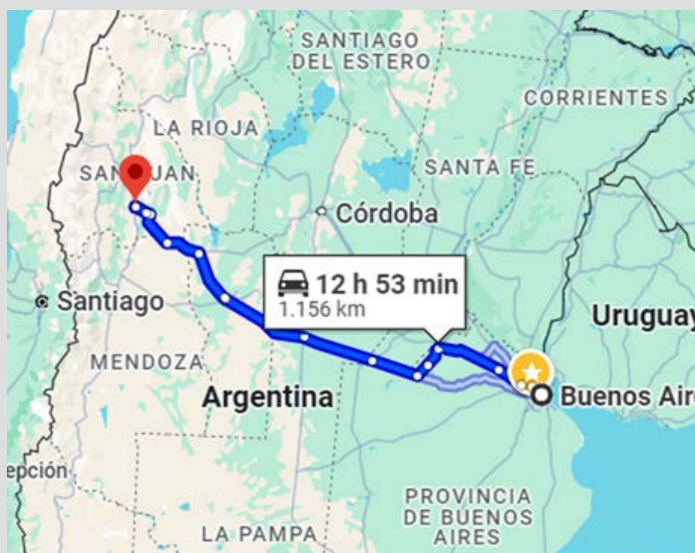 SANTIAGO
DEL ESTERO
CORRIENTES
LA RIOJA
SANTA FE
SAN JUAN
Córdoba
12 h 53 min
1.156 km
Santiago
Uruguay
MENDOZA
Argentina
Buenos Aire
epción
PROVINCIA
DE BUENOS
AIRES
LA PAMPA